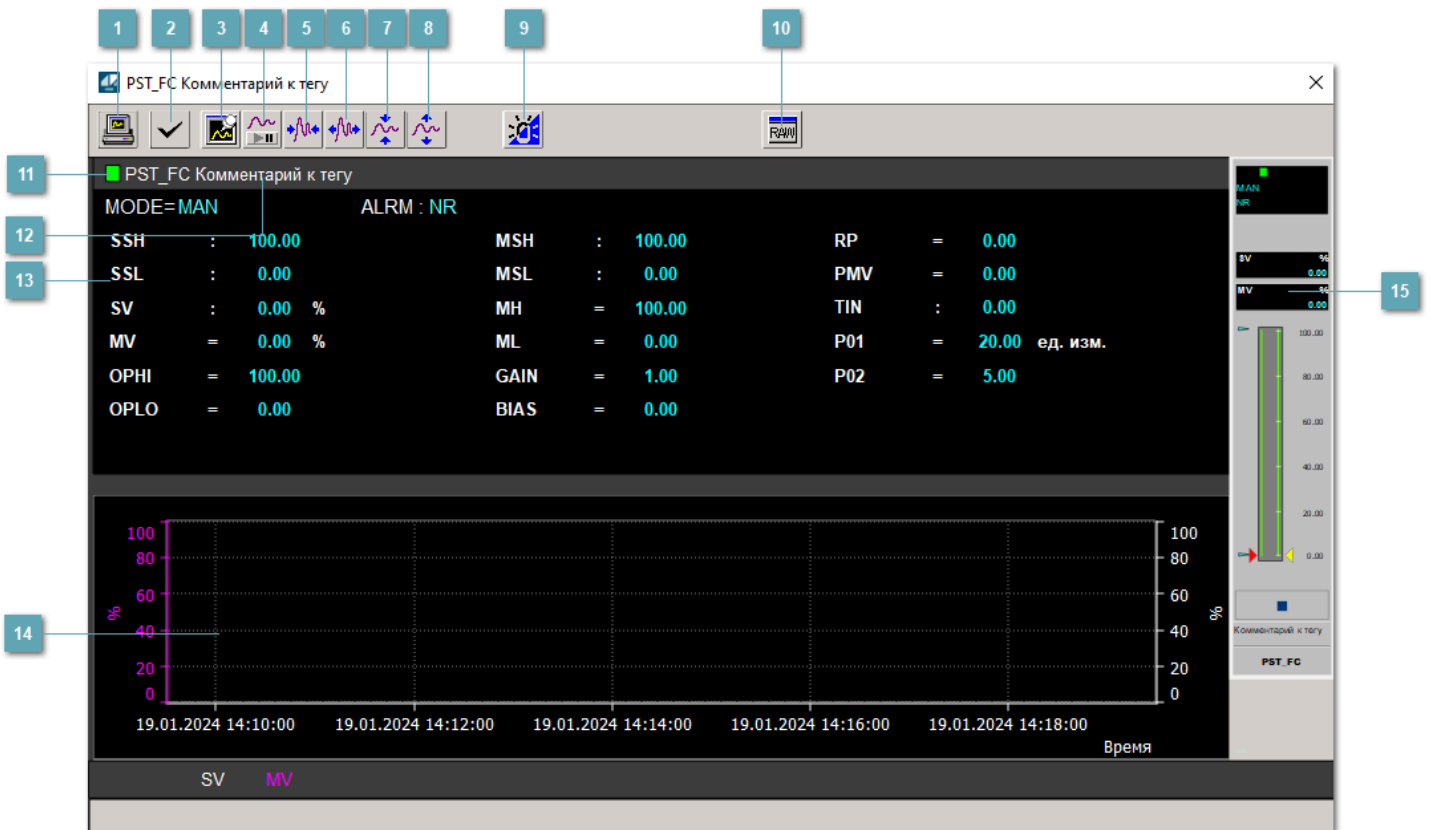 1 2 3 4 5 6 7 8 9 10
PST_FC Комментарий к тегу
RAW
11
PST_FC Комментарий к тегу
MODE=MAN ALRM : NR
12
SSH : 100.00 MSH : 100.00 RP = 0.00
13
SSL : 0.00 MSL : 0.00 PMV = 0.00
SV : 0.00 % MH = 100.00 TIN : 0.00
MV = 0.00 % ML = 0.00 P01 = 20.00 ед. изм.
OPHI = 100.00 GAIN = 1.00 P02 = 5.00
OPLO = 0.00 BIAS = 0.00
MAN
NR
SV %
0.00
MV %
0.00
15
100.00
80.00
60.00
40.00
20.00
0.00
Комментарий к тегу
PST_FC
14
100 100
80 80
60 60
% %
40 40
20 20
0 0
19.01.2024 14:10:00 19.01.2024 14:12:00 19.01.2024 14:14:00 19.01.2024 14:16:00 19.01.2024 14:18:00
Время
SV MV